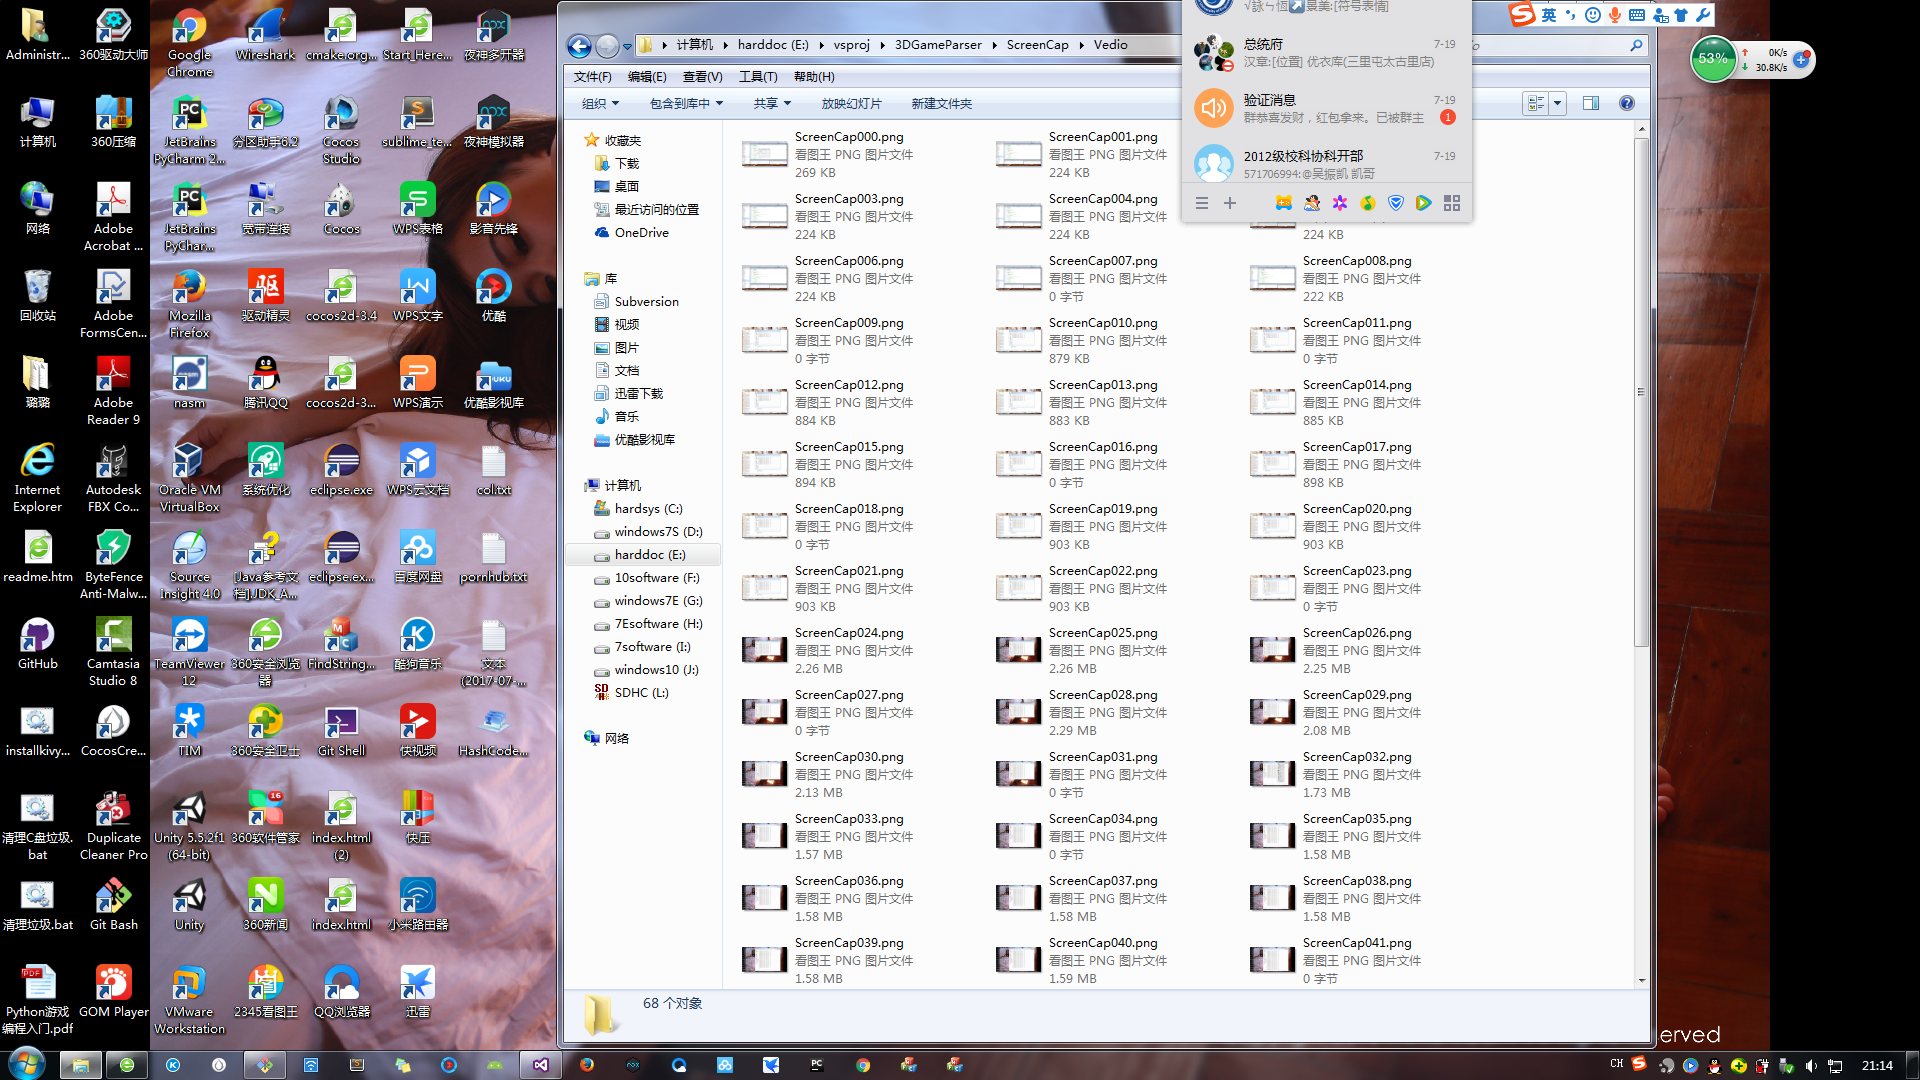 Administr...
360驱动大师
Google Chrome
Wireshark
cmake.org...
Start_Here...
夜神多开器
计算机
360压缩
JetBrains PyCharm 2...
分区助手6.2
Cocos Studio
sublime_te...
夜神模拟器
网络
Adobe Acrobat ...
JetBrains PyChar...
宽带连接
Cocos
WPS表格
影音先锋
回收站
Adobe FormsCen...
Mozilla Firefox
驱动精灵
cocos2d-3.4
WPS文字
优酷
璐璐
Adobe Reader 9
nasm
腾讯QQ
cocos2d-3...
WPS演示
优酷影视库
Internet Explorer
Autodesk FBX Co...
Oracle VM VirtualBox
系统优化
eclipse.exe
WPS云文档
col.txt
readme.htm
ByteFence Anti-Malw...
Source Insight 4.0
[Java参考文档].JDK_A...
eclipse.ex...
百度网盘
pornhub.txt
GitHub
Camtasia Studio 8
TeamViewer 12
360安全浏览器
FindString...
酷狗音乐
文本 (2017-07-...
installkivy...
CocosCre...
TIM
360安全卫士
Git Shell
快视频
HashCode...
清理C盘垃圾.bat
Duplicate Cleaner Pro
Unity 5.5.2f1 (64-bit)
16
360软件管家
index.html (2)
快压
清理垃圾.bat
Git Bash
Unity
360新闻
index.html
小米路由器
Python游戏编程入门.pdf
GOM Player
VMware Workstation
2345看图王
QQ浏览器
迅雷
计算机
harddoc (E:)
vsproj
3DGameParser
ScreenCap
Vedio
文件(F)
编辑(E)
查看(V)
工具(T)
帮助(H)
组织
包含到库中
共享
放映幻灯片
新建文件夹
收藏夹
下载
桌面
最近访问的位置
OneDrive
库
Subversion
视频
图片
文档
迅雷下载
音乐
优酷影视库
计算机
hardsys (C:)
windows7S (D:)
harddoc (E:)
10software (F:)
windows7E (G:)
7Esoftware (H:)
7software (I:)
windows10 (J:)
SDHC (L:)
网络
ScreenCap000.png
看图王 PNG 图片文件
269 KB
ScreenCap001.png
看图王 PNG 图片文件
224 KB
ScreenCap003.png
看图王 PNG 图片文件
224 KB
ScreenCap004.png
看图王 PNG 图片文件
224 KB
224 KB
ScreenCap006.png
看图王 PNG 图片文件
224 KB
ScreenCap007.png
看图王 PNG 图片文件
0 字节
ScreenCap008.png
看图王 PNG 图片文件
222 KB
ScreenCap009.png
看图王 PNG 图片文件
0 字节
ScreenCap010.png
看图王 PNG 图片文件
879 KB
ScreenCap011.png
看图王 PNG 图片文件
0 字节
ScreenCap012.png
看图王 PNG 图片文件
884 KB
ScreenCap013.png
看图王 PNG 图片文件
883 KB
ScreenCap014.png
看图王 PNG 图片文件
885 KB
ScreenCap015.png
看图王 PNG 图片文件
894 KB
ScreenCap016.png
看图王 PNG 图片文件
0 字节
ScreenCap017.png
看图王 PNG 图片文件
898 KB
ScreenCap018.png
看图王 PNG 图片文件
0 字节
ScreenCap019.png
看图王 PNG 图片文件
903 KB
ScreenCap020.png
看图王 PNG 图片文件
903 KB
ScreenCap021.png
看图王 PNG 图片文件
903 KB
ScreenCap022.png
看图王 PNG 图片文件
903 KB
ScreenCap023.png
看图王 PNG 图片文件
0 字节
ScreenCap024.png
看图王 PNG 图片文件
2.26 MB
ScreenCap025.png
看图王 PNG 图片文件
2.26 MB
ScreenCap026.png
看图王 PNG 图片文件
2.25 MB
ScreenCap027.png
看图王 PNG 图片文件
0 字节
ScreenCap028.png
看图王 PNG 图片文件
2.29 MB
ScreenCap029.png
看图王 PNG 图片文件
2.08 MB
ScreenCap030.png
看图王 PNG 图片文件
2.13 MB
ScreenCap031.png
看图王 PNG 图片文件
0 字节
ScreenCap032.png
看图王 PNG 图片文件
1.73 MB
ScreenCap033.png
看图王 PNG 图片文件
1.57 MB
ScreenCap034.png
看图王 PNG 图片文件
0 字节
ScreenCap035.png
看图王 PNG 图片文件
1.58 MB
ScreenCap036.png
看图王 PNG 图片文件
1.58 MB
ScreenCap037.png
看图王 PNG 图片文件
1.58 MB
ScreenCap038.png
看图王 PNG 图片文件
1.58 MB
ScreenCap039.png
看图王 PNG 图片文件
1.58 MB
ScreenCap040.png
看图王 PNG 图片文件
1.59 MB
ScreenCap041.png
看图王 PNG 图片文件
0 字节
68 个对象
景美:[符号表情]
总统府
7-19
汉章:[位置] 优衣库(三里屯太古里店)
验证消息
7-19
群恭喜发财，红包拿来。已被群主
1
2012级校科协科开部
7-19
571706994:@吴振凯 凯哥
英
53%
0K/s
30.8K/s
erved
CH
21:14